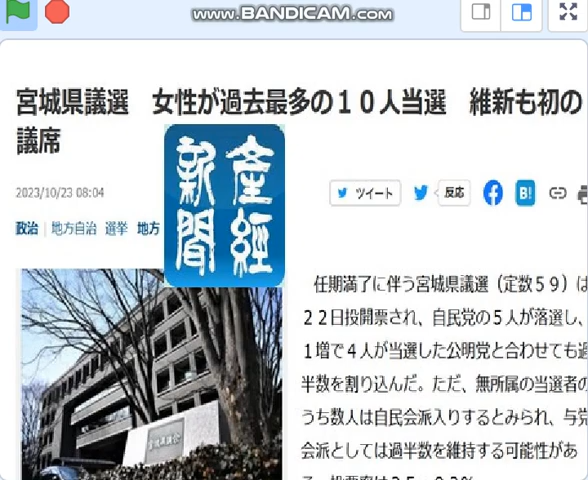 www.BANDICAM.com
宮城県議選　女性が過去最多の１０人当選　維新も初の
議席
産經
新聞
2023/10/23 08:04
ツイート 反応 B!
政治 | 地方自治 選挙 地方
任期満了に伴う宮城県議選（定数５９）は
２２日投開票され、自民党の５人が落選し、
１増で４人が当選した公明党と合わせても過
半数を割り込んだ。ただ、無所属の当選者の
うち数人は自民会派入りするとみられ、与党
会派としては過半数を維持する可能性があ
宮城県議会